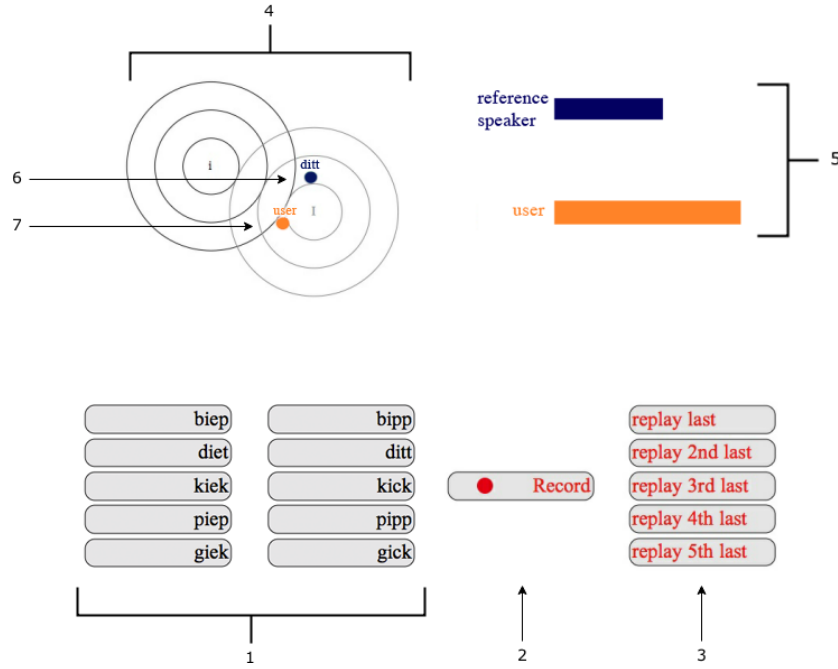 4
reference
speaker
5
i
ditt
6
user
I
user
7
biep bipp replay last
diet ditt replay 2nd last
kiek kick Record replay 3rd last
piep pipp replay 4th last
giek gick replay 5th last
1 2 3